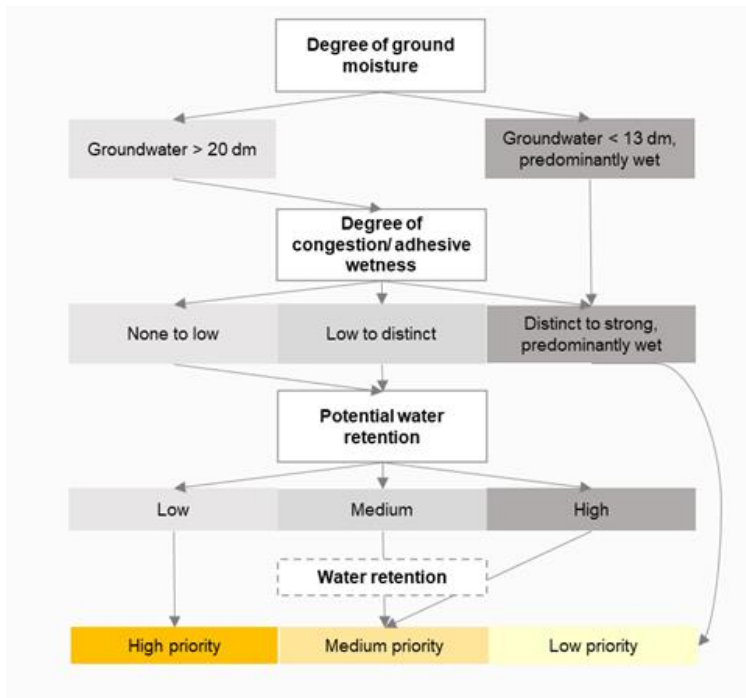 Degree of ground
moisture
Groundwater > 20 dm
Groundwater < 13 dm,
predominantly wet
Degree of
congestion/ adhesive
wetness
None to low
Low to distinct
Distinct to strong,
predominantly wet
Potential water
retention
Low
Medium
High
Water retention
High priority
Medium priority
Low priority